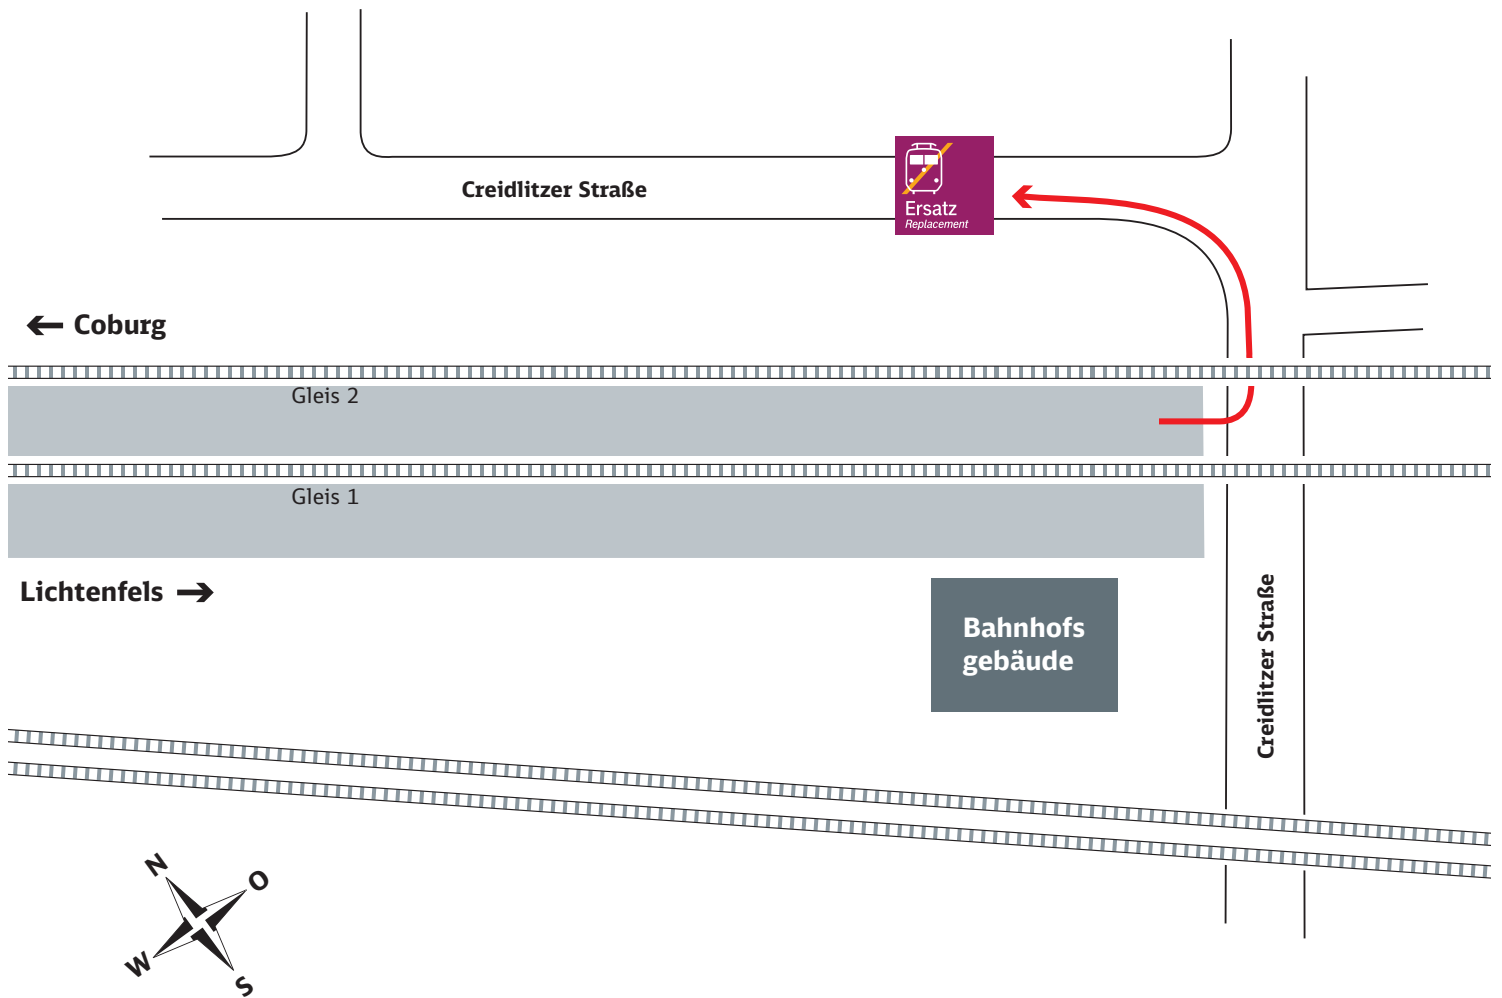 Creidlitzer Straße
Ersatz
Replacement
Coburg
Gleis 2
Gleis 1
Lichtenfels
Bahnhofs
gebäude
Creidlitzer Straße
N
O
W
S